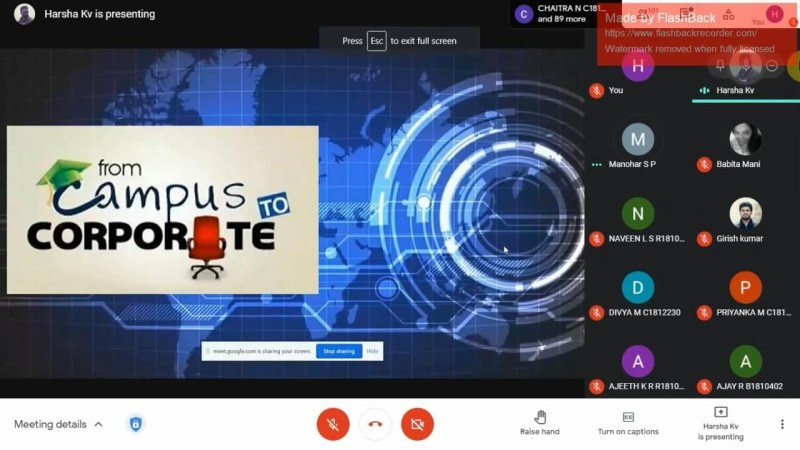 Harsha Kv is presenting
CHAITRA N C181...
and 89 more
101
You
Made by FlashBack
https://www.flashbackrecorder.com/
Watermark removed when fully licensed
Press Esc to exit full screen
from
Campus
TO
CORPORATE
H
You
Harsha Kv
M
Manohar S P
Babita Mani
N
NAVEEN L S R1810...
Girish kumar
D
DIVYA M C1812230
P
PRIYANKA M C181...
A
AJEETH K R R1810...
A
AJAY R B1810402
meet.google.com is sharing your screen.
Stop sharing
Hide
Meeting details
Raise hand
Turn on captions
Harsha Kv
is presenting